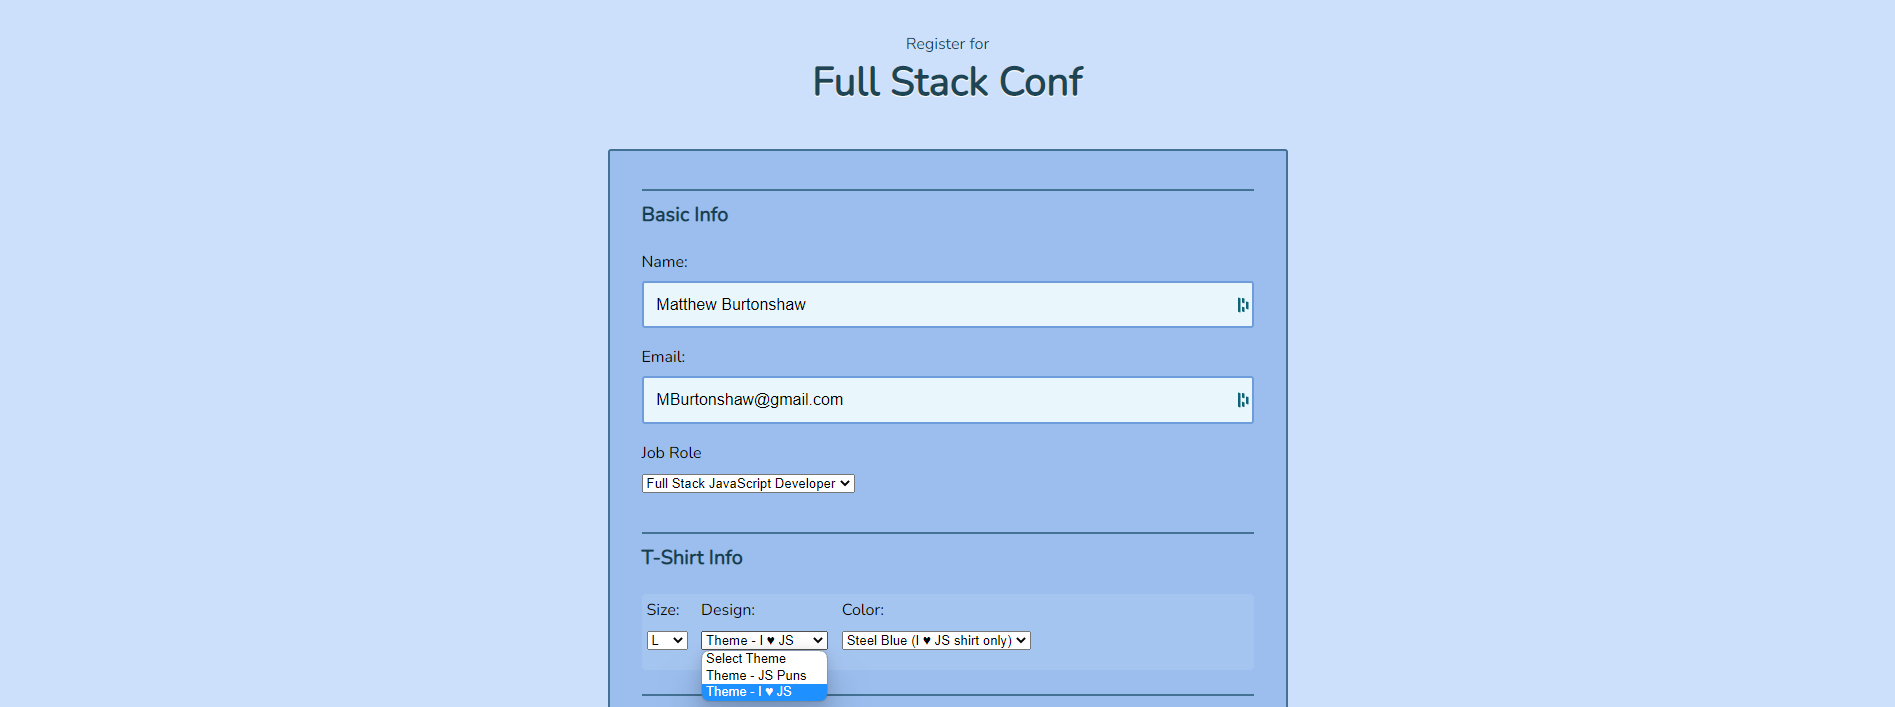 Register for
Full Stack Conf
Basic Info
Name:
Matthew Burtonshaw
Email:
MBurtonshaw@gmail.com
Job Role
Full Stack JavaScript Developer
T-Shirt Info
Size: Design: Color:
L Theme - I ♥ JS Steel Blue (I ♥ JS shirt only)
Select Theme
Theme - JS Puns
Theme - I ♥ JS